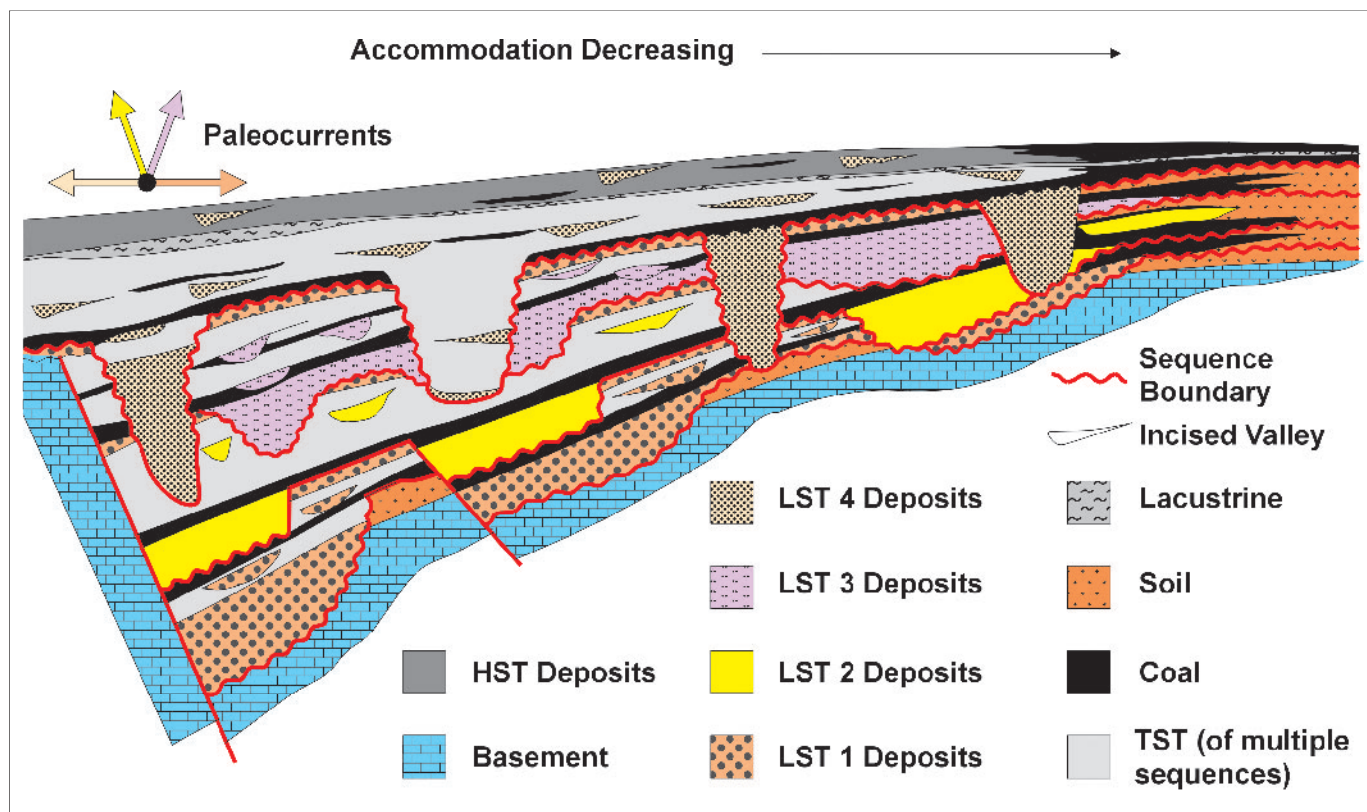 Accommodation Decreasing
Paleocurrents
Sequence
Boundary
Incised Valley
LST 4 Deposits
Lacustrine
LST 3 Deposits
Soil
HST Deposits
LST 2 Deposits
Coal
Basement
LST 1 Deposits
TST (of multiple
sequences)